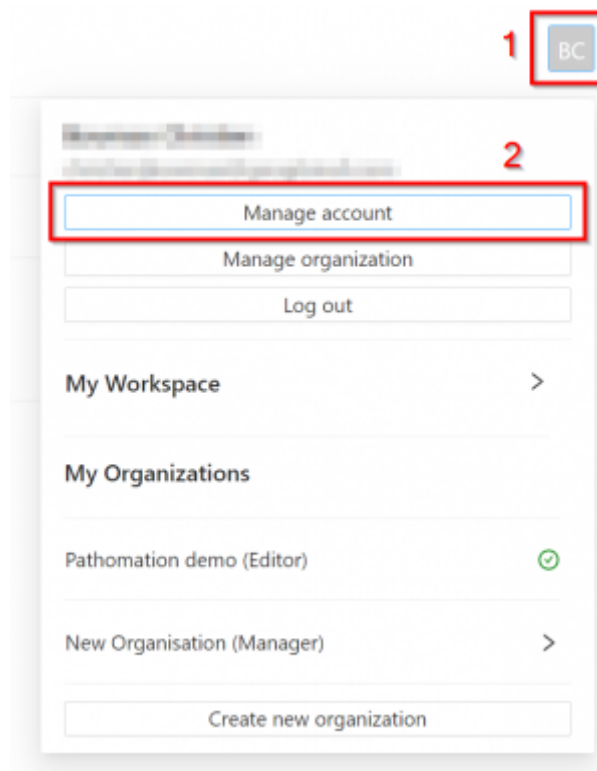 1
BC
2
Manage account
Manage organization
Log out
My Workspace
My Organizations
Pathomation demo (Editor)
New Organisation (Manager)
Create new organization